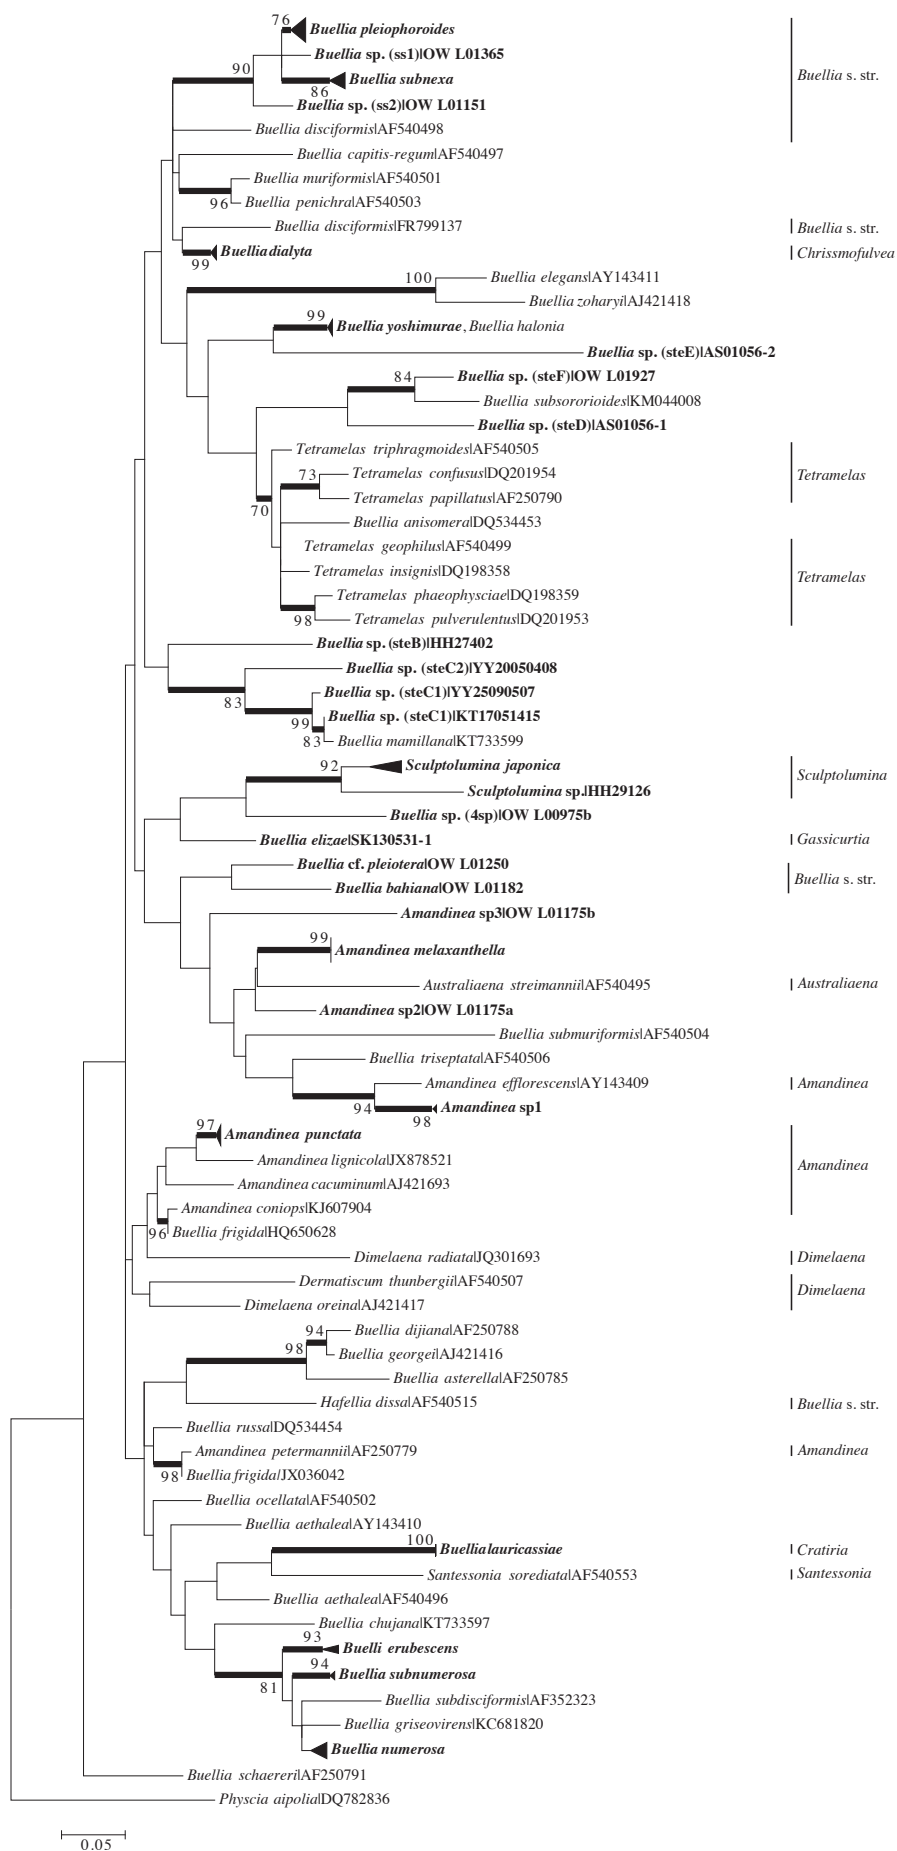 76
Buellia pleiophoroides
Buellia sp. (ss1)|OW L01365
90
Buellia s. str.
Buellia subnexa
86
Buellia sp. (ss2)|OW L01151
Buellia disciformis|AF540498
Buellia capitis-regum|AF540497
Buellia muriformis|AF540501
96
Buellia penichra|AF540503
Buellia disciformis|FR799137
Buellia s. str.
Buellia dialyta
Chrissmofulvea
99
100
Buellia elegans|AY143411
Buellia zoharyi|AJ421418
99
Buellia yoshimurae, Buellia halonia
Buellia sp. (steE)|AS01056-2
84
Buellia sp. (steF)|OW L01927
Buellia subsororioides|KM044008
Buellia sp. (steD)|AS01056-1
Tetramelas triphragmoides|AF540505
73
Tetramelas confusus|DQ201954
Tetramelas
Tetramelas papillatus|AF250790
70
Buellia anisomera|DQ534453
Tetramelas geophilus|AF540499
Tetramelas insignis|DQ198358
Tetramelas
Tetramelas phaeophysciae|DQ198359
98
Tetramelas pulverulentus|DQ201953
Buellia sp. (steB)|HH27402
Buellia sp. (steC2)|YY20050408
83
Buellia sp. (steC1)|YY25090507
99
Buellia sp. (steC1)|KT17051415
83
Buellia mamillana|KT733599
92
Sculptolumina japonica
Sculptolumina
Sculptolumina sp.|HH29126
Buellia sp. (4sp)|OW L00975b
Buellia elizae|SK130531-1
Gassicurtia
Buellia cf. pleiotera|OW L01250
Buellia s. str.
Buellia bahiana|OW L01182
Amandinea sp3|OW L01175b
99
Amandinea melaxanthella
Australiaena streimannii|AF540495
Australiaena
Amandinea sp2|OW L01175a
Buellia submuriformis|AF540504
Buellia triseptata|AF540506
Amandinea efflorescens|AY143409
Amandinea
94
Amandinea sp1
98
97
Amandinea punctata
Amandinea lignicola|JX878521
Amandinea
Amandinea cacuminum|AJ421693
Amandinea coniops|KJ607904
96
Buellia frigida|HQ650628
Dimelaena radiata|JQ301693
Dimelaena
Dermatiscum thunbergii|AF540507
Dimelaena
Dimelaena oreina|AJ421417
94
Buellia dijiana|AF250788
98
Buellia georgei|AJ421416
Buellia asterella|AF250785
Hafellia dissa|AF540515
Buellia s. str.
Buellia russa|DQ534454
Amandinea petermannii|AF250779
Amandinea
98
Buellia frigida|JX036042
Buellia ocellata|AF540502
Buellia aethalea|AY143410
100
Buellia lauricassiae
Cratiria
Santessonia sorediata|AF540553
Santessonia
Buellia aethalea|AF540496
Buellia chujana|KT733597
93
Buelli erubescens
94
Buellia subnumerosa
81
Buellia subdisciformis|AF352323
Buellia griseovirens|KC681820
Buellia numerosa
Buellia schaereri|AF250791
Physcia aipolia|DQ782836
0.05